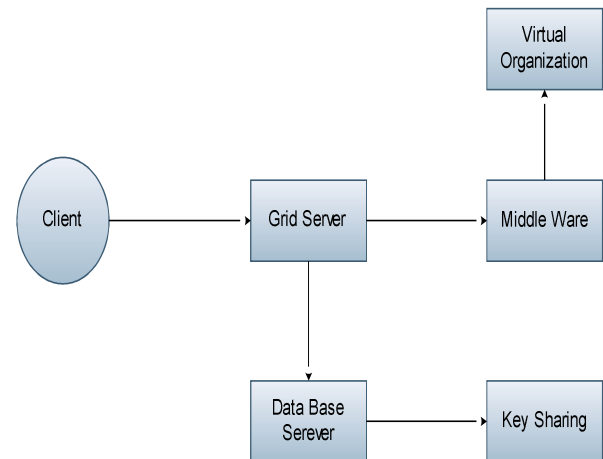 Virtual
Organization
Client
Grid Server
Middle Ware
Data Base
Serever
Key Sharing